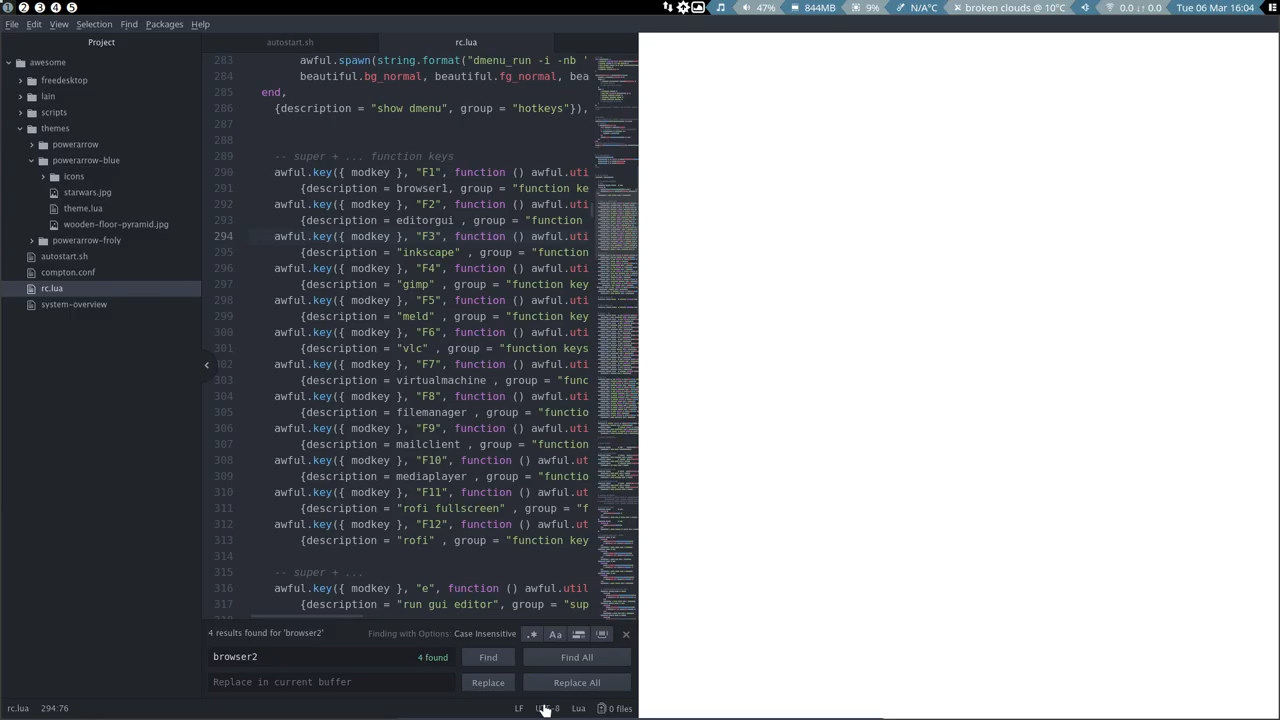 1 2 3 4 5
47% 844MB 9% N/A°C broken clouds @ 10°C 0.0 ↓↑ 0.0 Tue 06 March 16:04
File Edit View Selection Find Packages Help
Project
awesome
freedesktop
lain
scripts
themes
powerarrow
powerarrow-blue
icons
starwars.jpg
theme.lua
wooden-floor-pyramid.jpg
powerarrow-froly
autostart.sh
compton.conf
rc.lua
system-overview
autostart.sh rc.lua
283 awful.spawn(string.format("dmenu_run -i -nb '
284 beautiful.bg_normal, beautiful.fg_normal, bea
285 end,
286 {description = "show dmenu", group = "hotkeys"}),
287
288
289 -- super + function keys
290 awful.key({ modkey }, "F1", function () awful.uti
291 {description = browser1, group = "function ke
292 awful.key({ modkey }, "F2", function () awful.uti
293 {description = editorgui , group = "function
294 awful.key({ modkey }, "F3", function () awful.uti
295 {description = "inkscape" , group = "function
296 awful.key({ modkey }, "F4", function () awful.uti
297 {description = "gimp" , group = "function key
298 awful.key({ modkey }, "F5", function () awful.uti
299 {description = "meld" , group = "function key
300 awful.key({ modkey }, "F6", function () awful.uti
301 {description = "vlc" , group = "function keys
302 awful.key({ modkey }, "F7", function () awful.uti
303 {description = virtualmachine , group = "func
304 awful.key({ modkey }, "F8", function () awful.uti
305 {description = filemanager , group = "functio
306 awful.key({ modkey }, "F9", function () awful.uti
307 {description = mailclient , group = "function
308 awful.key({ modkey }, "F10", function () awful.ut
309 {description = mediaplayer , group = "functio
310 awful.key({ modkey }, "F11", function () awful.ut
311 {description = "rofi fullscreen" , group = "f
312 awful.key({ modkey }, "F12", function () awful.ut
313 {description = "rofi" , group = "function key
314
315 -- super +
316 awful.key({ modkey }, "c", function () awful.util
317 {description = "run editor", group = "sup
4 results found for 'browser2' Finding with Options: Case Insensitive .* Aa
browser2 4 found Find Find All
Replace in current buffer Replace Replace All
rc.lua 294:76 LF UTF-8 Lua 0 files